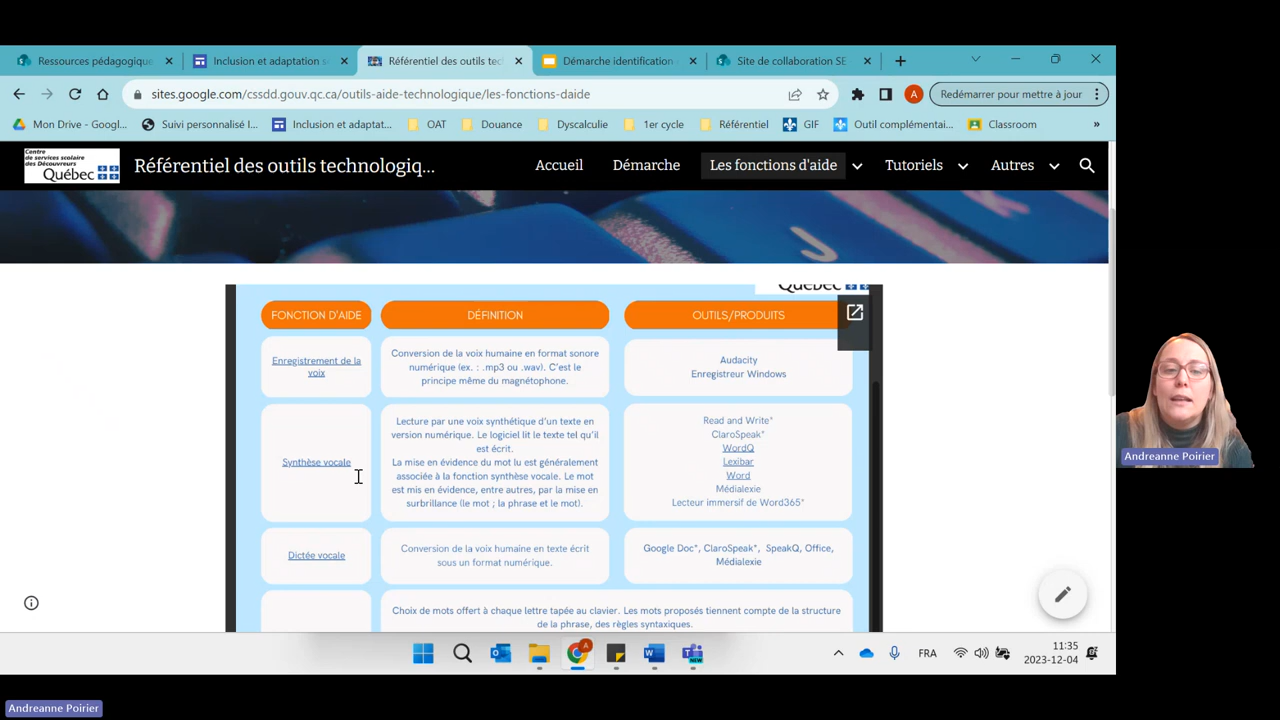 Ressources pédagogique
Inclusion et adaptation s
Référentiel des outils tec
Démarche identification
Site de collaboration SE
sites.google.com/cssdd.gouv.qc.ca/outils-aide-technologique/les-fonctions-daide
A
Redémarrer pour mettre à jour
Mon Drive - Googl...
Suivi personnalisé I...
Inclusion et adaptat...
OAT
Douance
Dyscalculie
1er cycle
Référentiel
GIF
Outil complémentai...
Classroom
»
Centre
de services scolaire
des Découvreurs
Québec
Référentiel des outils technologiq...
Accueil
Démarche
Les fonctions d'aide
Tutoriels
Autres
J
Québec
FONCTION D'AIDE
DÉFINITION
OUTILS/PRODUITS
Enregistrement de la
voix
Conversion de la voix humaine en format sonore
numérique (ex. : .mp3 ou .wav). C'est le
principe même du magnétophone.
Audacity
Enregistreur Windows
Synthèse vocale
Lecture par une voix synthétique d'un texte en
version numérique. Le logiciel lit le texte tel qu'il
est écrit.
La mise en évidence du mot lu est généralement
associée à la fonction synthèse vocale. Le mot
est mis en évidence, entre autres, par la mise en
surbrillance (le mot ; la phrase et le mot).
Read and Write*
ClaroSpeak*
WordQ
Lexibar
Word
Médialexie
Lecteur immersif de Word365*
Dictée vocale
Conversion de la voix humaine en texte écrit
sous un format numérique.
Google Doc*, ClaroSpeak*, SpeakQ, Office,
Médialexie
Choix de mots offert à chaque lettre tapée au clavier. Les mots proposés tiennent compte de la structure
de la phrase, des règles syntaxiques.
FRA
11:35
2023-12-04
Andreanne Poirier
Andreanne Poirier